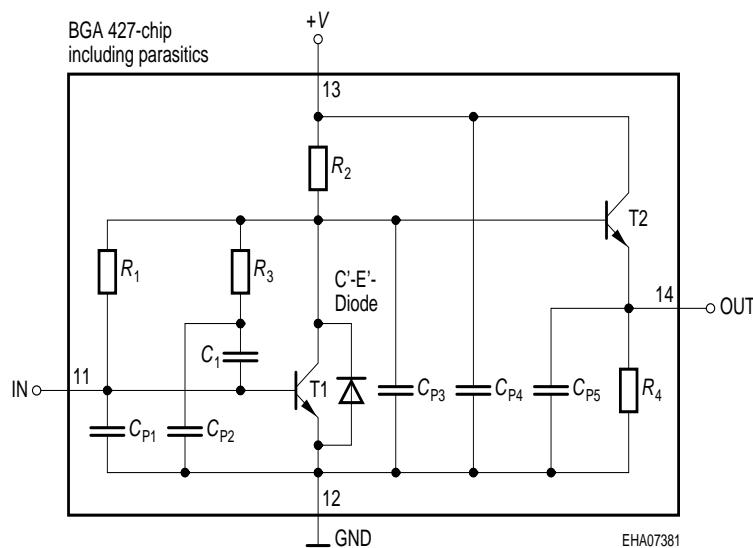 BGA 427-chip
including parasitics
+V
13
R2
T2
R1
R3
C'-E'-
Diode
14
OUT
C1
IN
11
T1
CP1
CP2
CP3
CP4
CP5
R4
12
GND
EHA07381